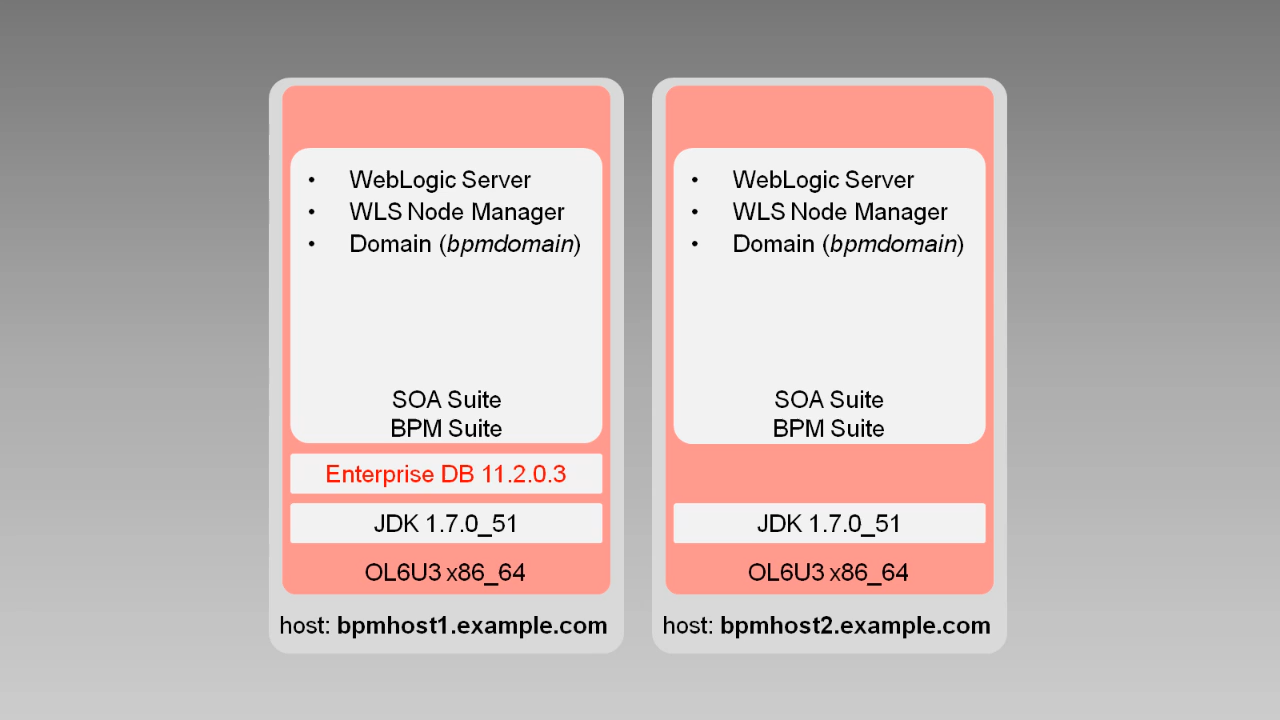 • WebLogic Server
• WLS Node Manager
• Domain (bpmdomain)
SOA Suite
BPM Suite
Enterprise DB 11.2.0.3
JDK 1.7.0_51
OL6U3 x86_64
host: bpmhost1.example.com
• WebLogic Server
• WLS Node Manager
• Domain (bpmdomain)
SOA Suite
BPM Suite
JDK 1.7.0_51
OL6U3 x86_64
host: bpmhost2.example.com